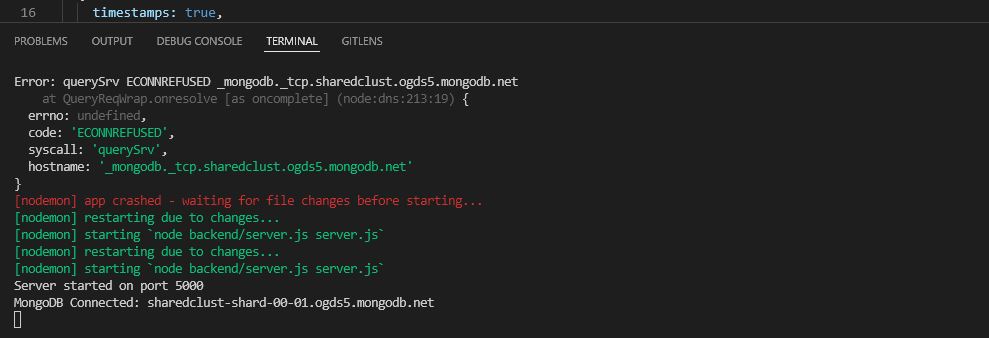 16 timestamps: true,
PROBLEMS OUTPUT DEBUG CONSOLE TERMINAL GITLENS
Error: querySrv ECONNREFUSED _mongodb._tcp.sharedclust.ogds5.mongodb.net
at QueryReqWrap.onresolve [as oncomplete] (node:dns:213:19) {
errno: undefined,
code: 'ECONNREFUSED',
syscall: 'querySrv',
hostname: '_mongodb._tcp.sharedclust.ogds5.mongodb.net'
}
[nodemon] app crashed - waiting for file changes before starting...
[nodemon] restarting due to changes...
[nodemon] starting `node backend/server.js server.js`
[nodemon] restarting due to changes...
[nodemon] starting `node backend/server.js server.js`
Server started on port 5000
MongoDB Connected: sharedclust-shard-00-01.ogds5.mongodb.net